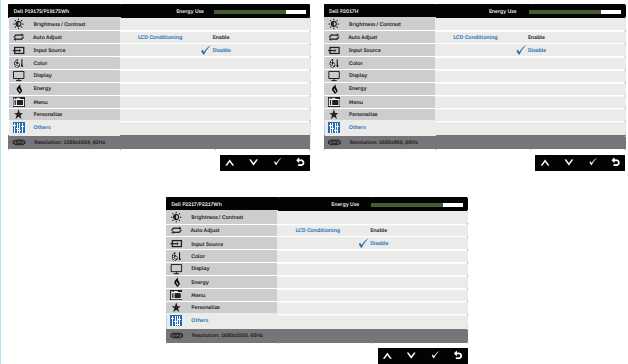 Dell P1917S/P1917SWh Energy Use
Brightness / Contrast
Auto Adjust LCD Conditioning Enable
Input Source Disable
Color
Display
Energy
Menu
Personalize
Others
Resolution: 1280x1024, 60Hz
Dell P2017H Energy Use
Brightness / Contrast
Auto Adjust LCD Conditioning Enable
Input Source Disable
Color
Display
Energy
Menu
Personalize
Others
Resolution: 1600x900, 60Hz
Dell P2217/P2217Wh Energy Use
Brightness / Contrast
Auto Adjust LCD Conditioning Enable
Input Source Disable
Color
Display
Energy
Menu
Personalize
Others
Resolution: 1680x1050, 60Hz